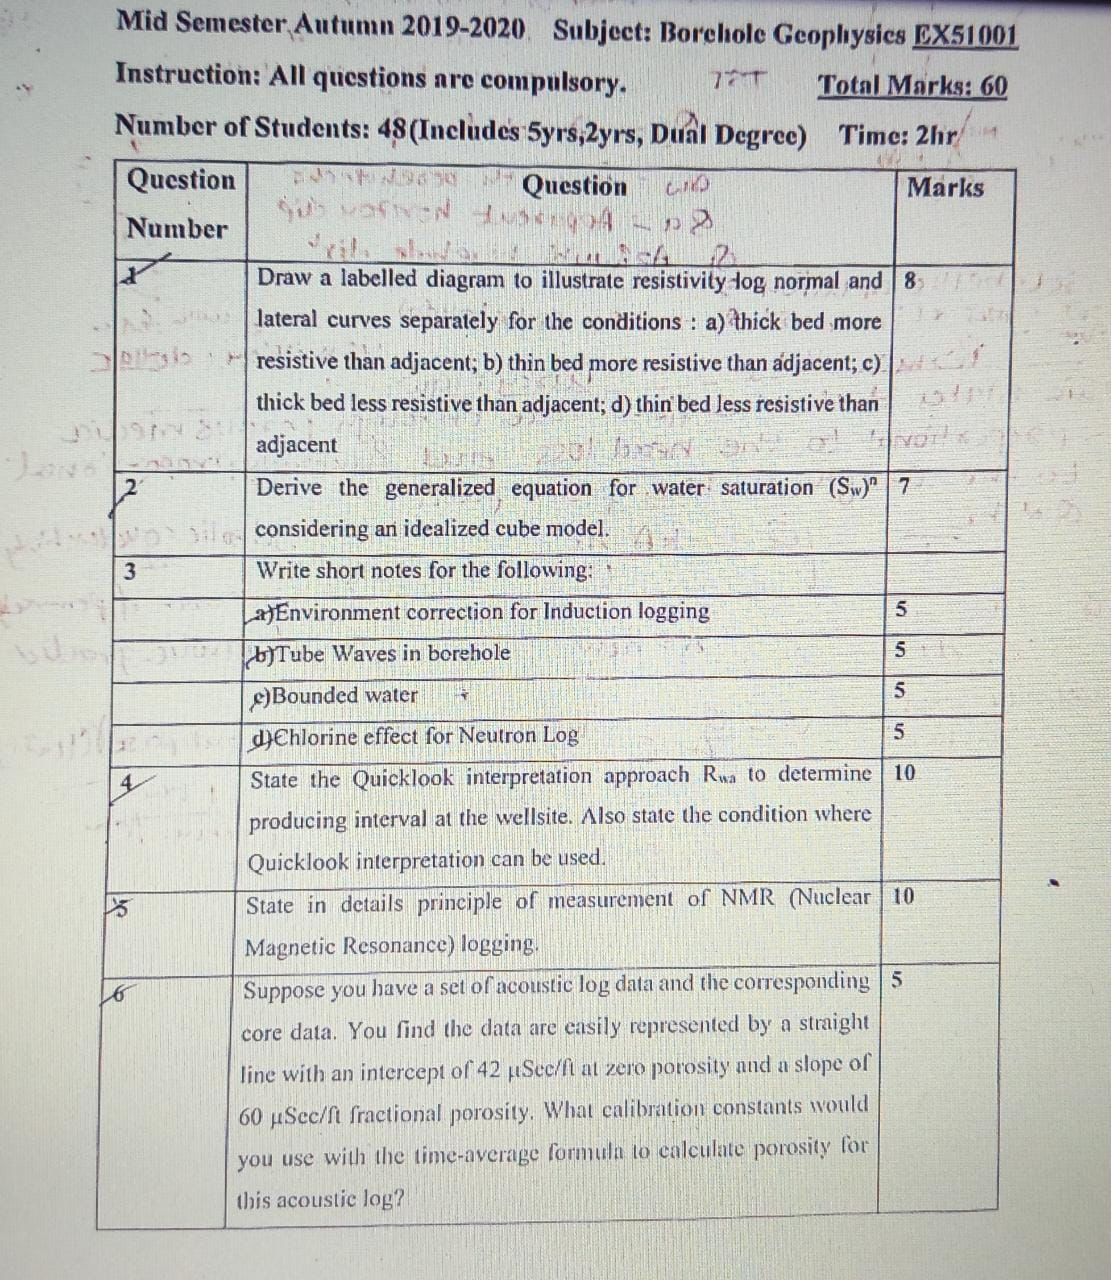 Mid Semester Autumn 2019-2020 Subject: Borehole Geophysics EX51001
Instruction: All questions are compulsory. Total Marks: 60
Number of Students: 48(Includes 5yrs,2yrs, Dual Degree) Time: 2hr
Question Question Marks
Number
1 Draw a labelled diagram to illustrate resistivity log normal and 8
lateral curves separately for the conditions : a) thick bed more
resistive than adjacent; b) thin bed more resistive than adjacent; c)
thick bed less resistive than adjacent; d) thin bed less resistive than
adjacent
2 Derive the generalized equation for water saturation (Sw)ⁿ 7
considering an idealized cube model.
3 Write short notes for the following:
a)Environment correction for Induction logging 5
b)Tube Waves in borehole 5
c)Bounded water 5
d)Chlorine effect for Neutron Log 5
4 State the Quicklook interpretation approach Rwa to determine 10
producing interval at the wellsite. Also state the condition where
Quicklook interpretation can be used.
5 State in details principle of measurement of NMR (Nuclear 10
Magnetic Resonance) logging.
6 Suppose you have a set of acoustic log data and the corresponding 5
core data. You find the data are easily represented by a straight
line with an intercept of 42 µSec/ft at zero porosity and a slope of
60 µSec/ft fractional porosity. What calibration constants would
you use with the time-average formula to calculate porosity for
this acoustic log?